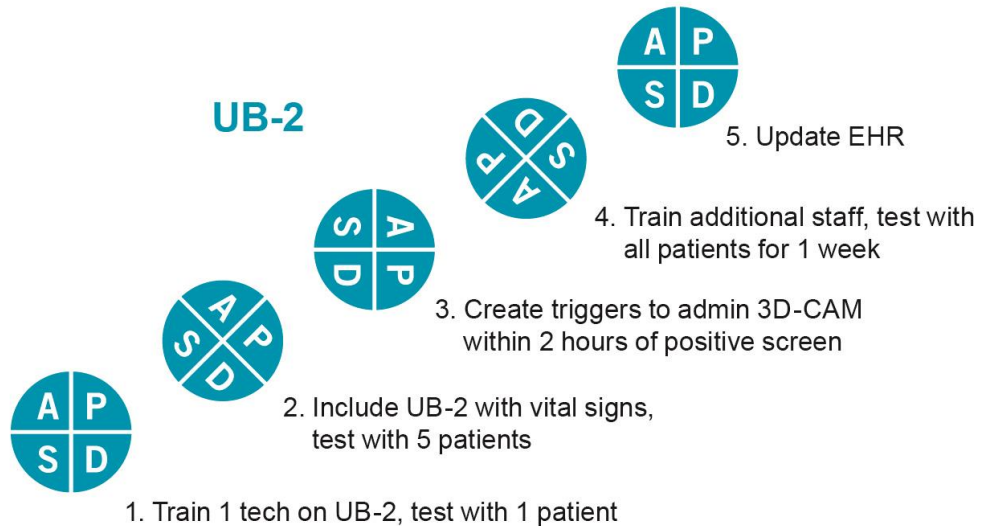 A P
S D
5. Update EHR
UB-2
A P
S D
4. Train additional staff, test with
all patients for 1 week
A P
S D
3. Create triggers to admin 3D-CAM
within 2 hours of positive screen
A P
S D
2. Include UB-2 with vital signs,
test with 5 patients
A P
S D
1. Train 1 tech on UB-2, test with 1 patient